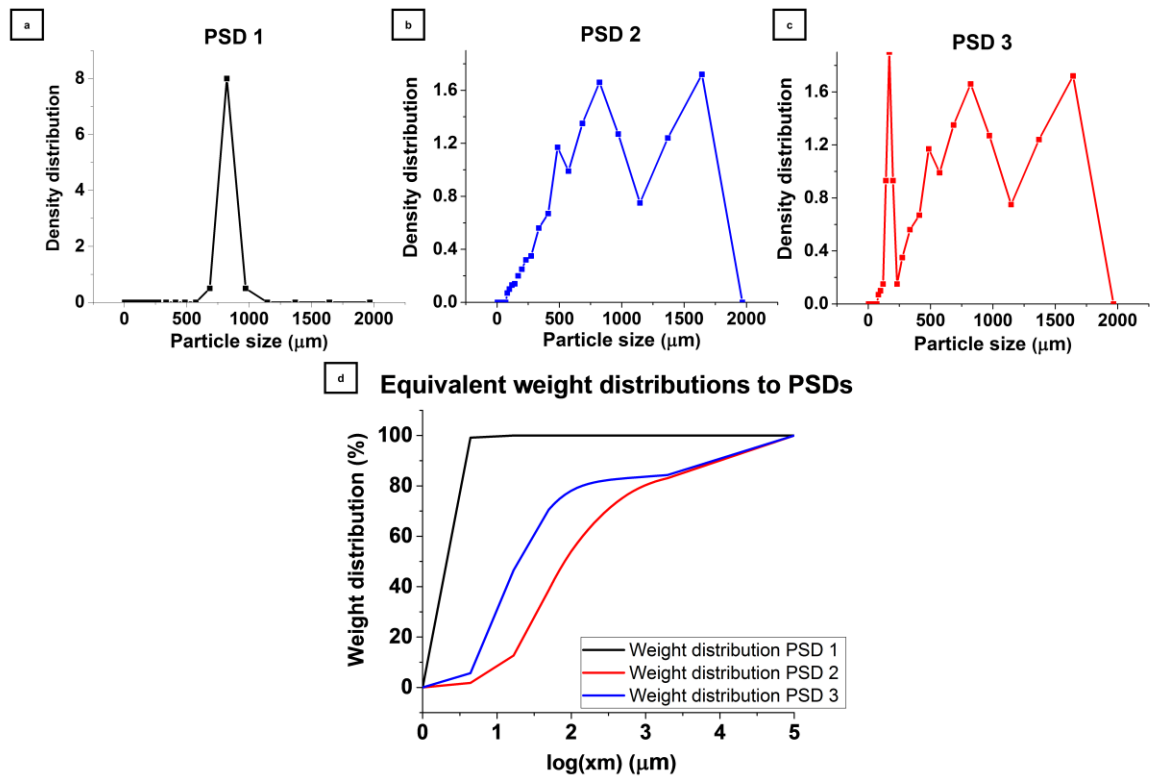 a
PSD 1
Density distribution
8
6
4
2
0
0 500 1000 1500 2000
Particle size (μm)
b
PSD 2
Density distribution
1.6
1.2
0.8
0.4
0.0
0 500 1000 1500 2000
Particle size (μm)
c
PSD 3
Density distribution
1.6
1.2
0.8
0.4
0.0
0 500 1000 1500 2000
Particle size (μm)
d
Equivalent weight distributions to PSDs
Weight distribution (%)
100
80
60
40
20
0
Weight distribution PSD 1
Weight distribution PSD 2
Weight distribution PSD 3
0 1 2 3 4 5
log(xm) (μm)